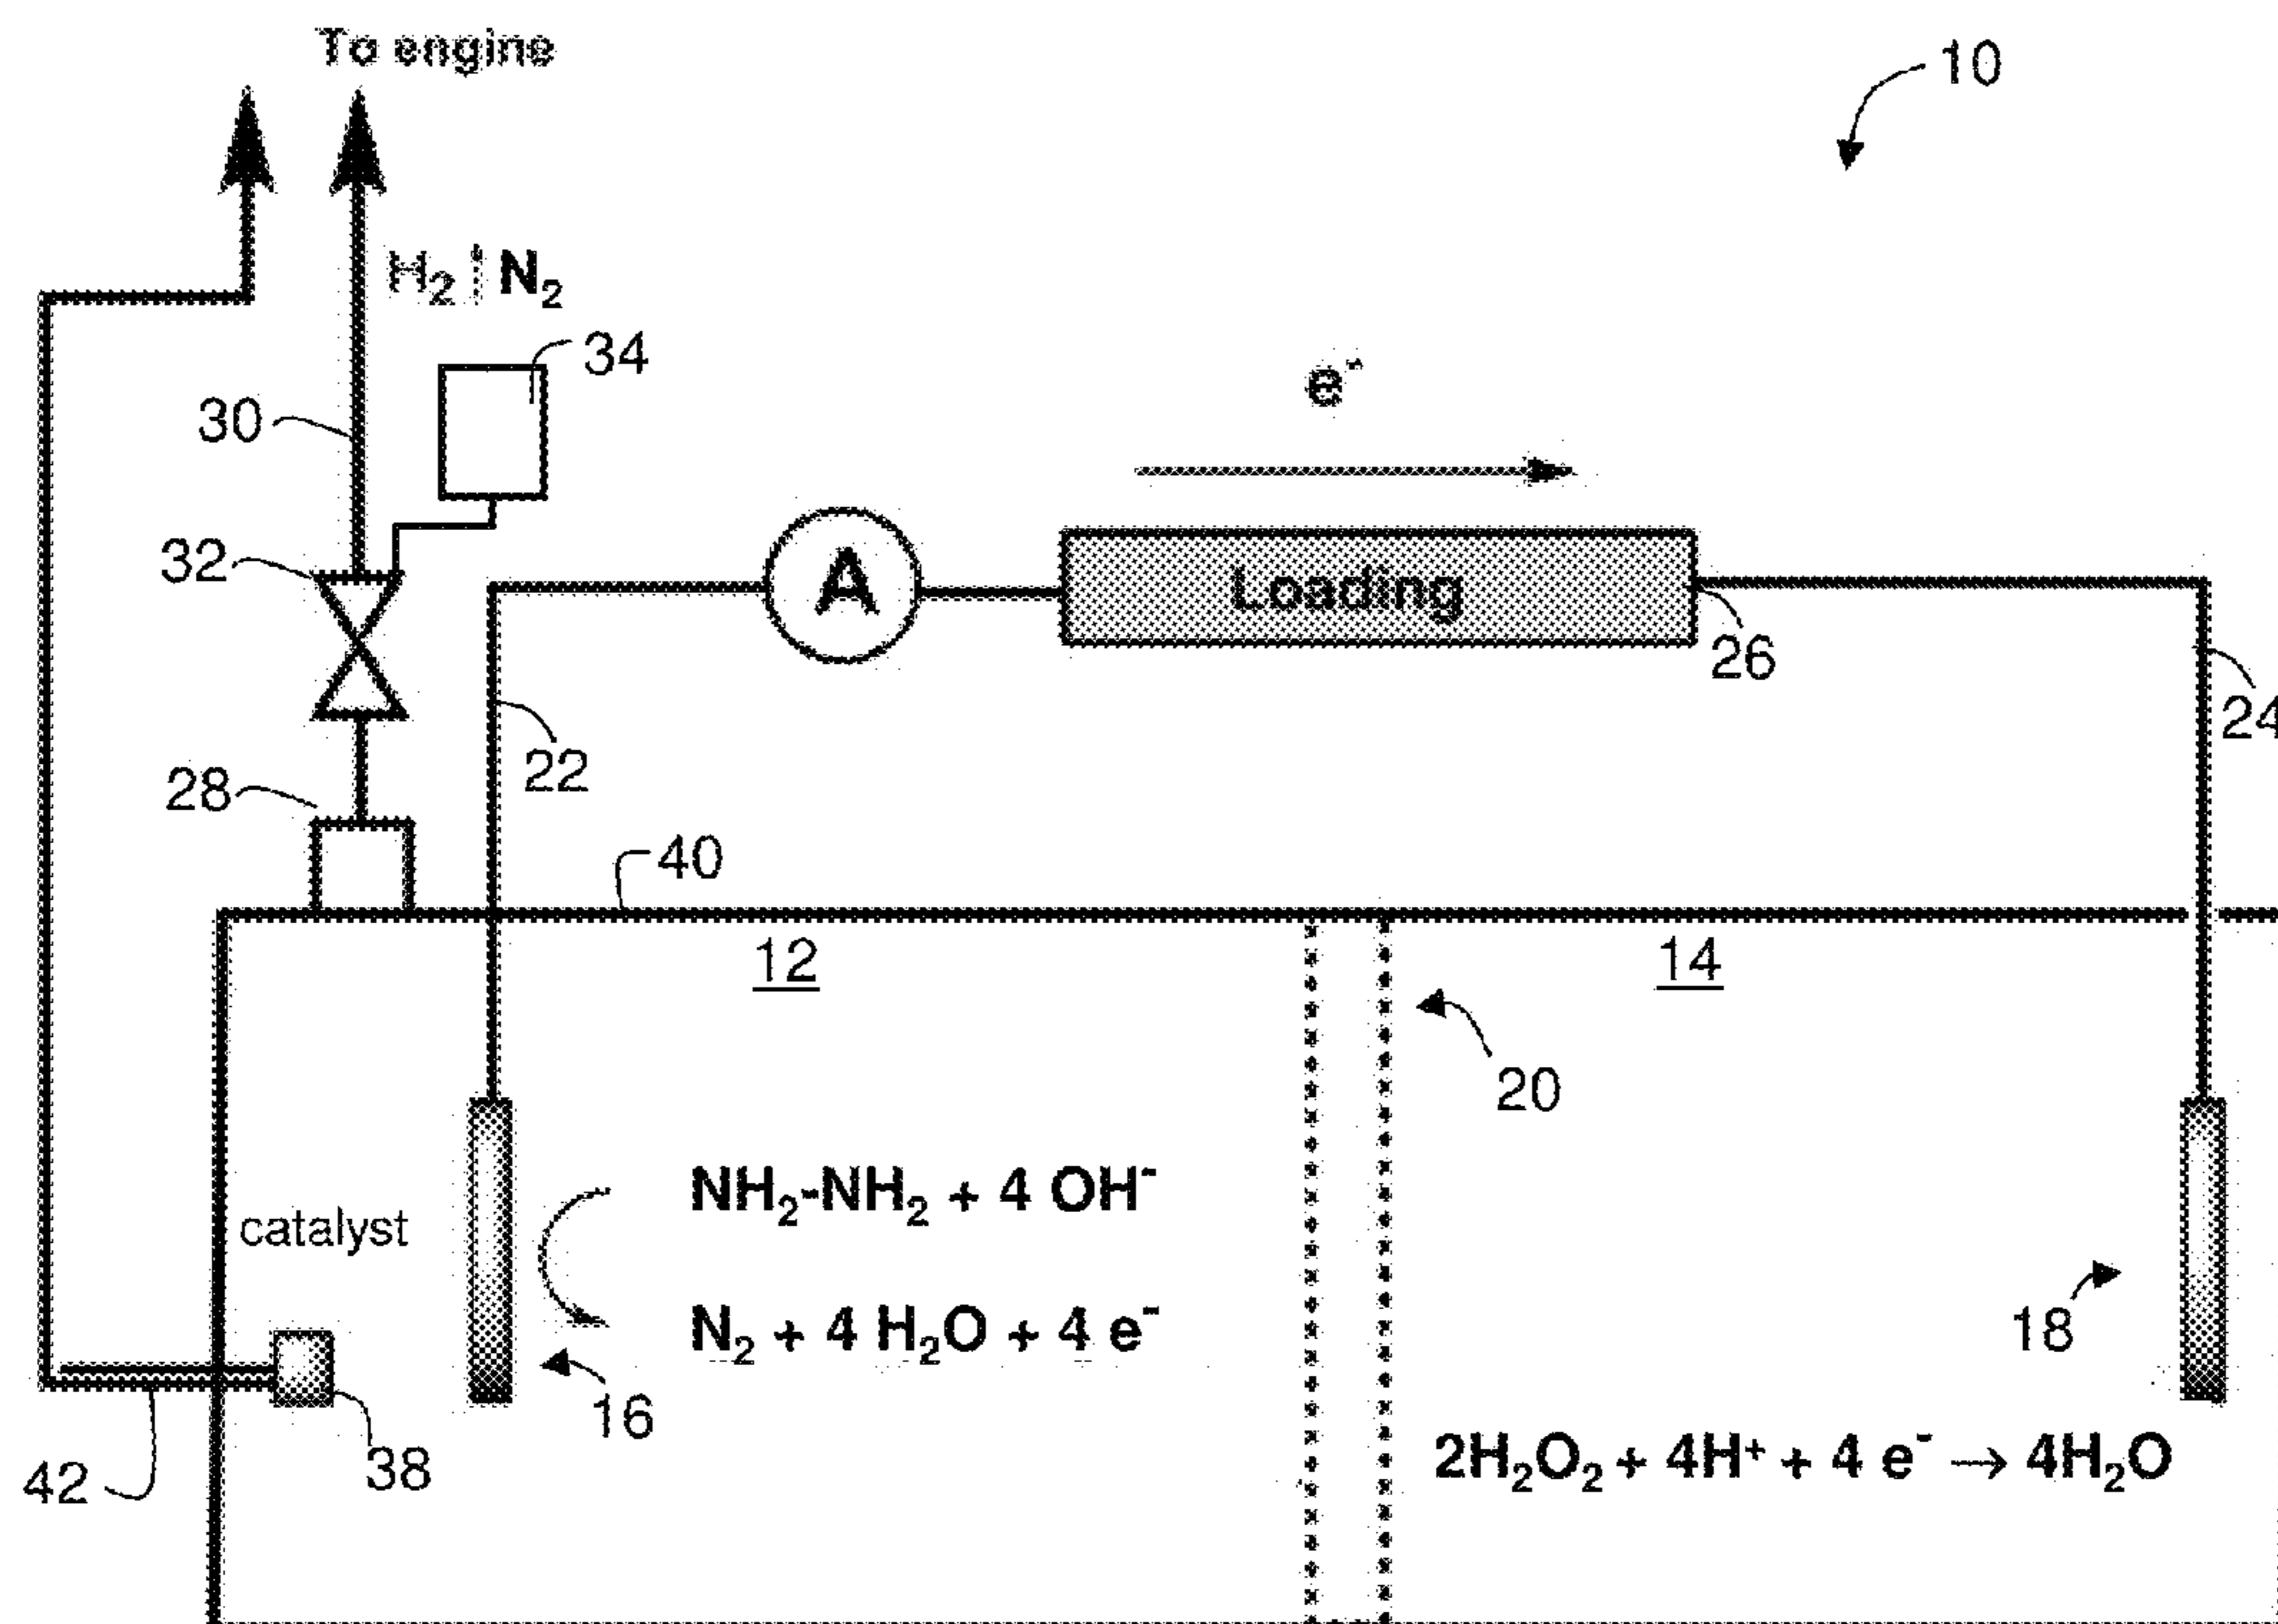 To engine
10
H₂ | N₂
34
e⁻
30
32
A
Loading
26
24
22
28
40
12
14
20
NH₂-NH₂ + 4 OH⁻
catalyst
N₂ + 4 H₂O + 4 e⁻
18
16
38
42
2H₂O₂ + 4H⁺ + 4 e⁻ → 4H₂O